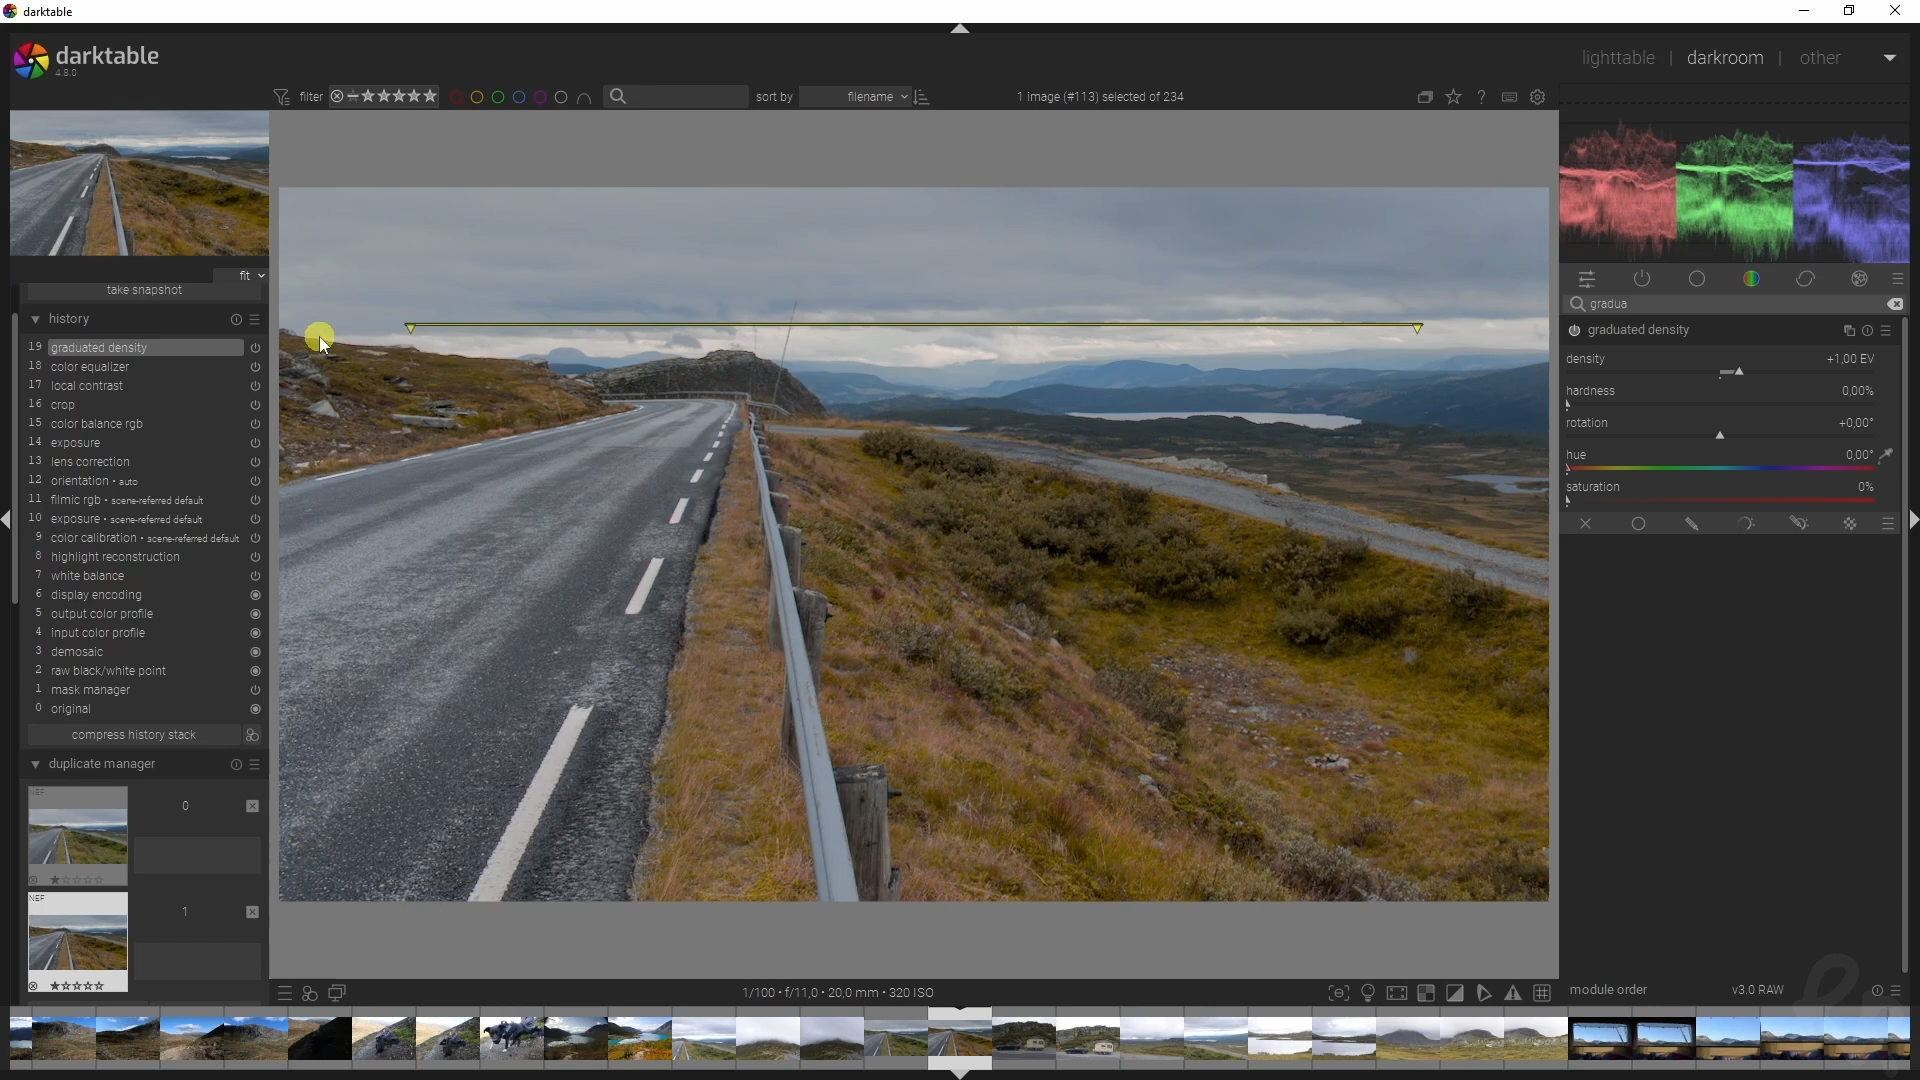 darktable
darktable
4.8.0
lighttable | darkroom | other
filter
sort by filename
1 image (#113) selected of 234
fit
take snapshot
history
19 graduated density
18 color equalizer
17 local contrast
16 crop
15 color balance rgb
14 exposure
13 lens correction
12 orientation • auto
11 filmic rgb • scene-referred default
10 exposure • scene-referred default
9 color calibration • scene-referred default
8 highlight reconstruction
7 white balance
6 display encoding
5 output color profile
4 input color profile
3 demosaic
2 raw black/white point
1 mask manager
0 original
compress history stack
duplicate manager
NEF
0
NEF
1
gradua
graduated density
density +1,00 EV
hardness 0,00%
rotation +0,00°
hue 0,00°
saturation 0%
1/100 • f/11,0 • 20,0 mm • 320 ISO
module order v3.0 RAW